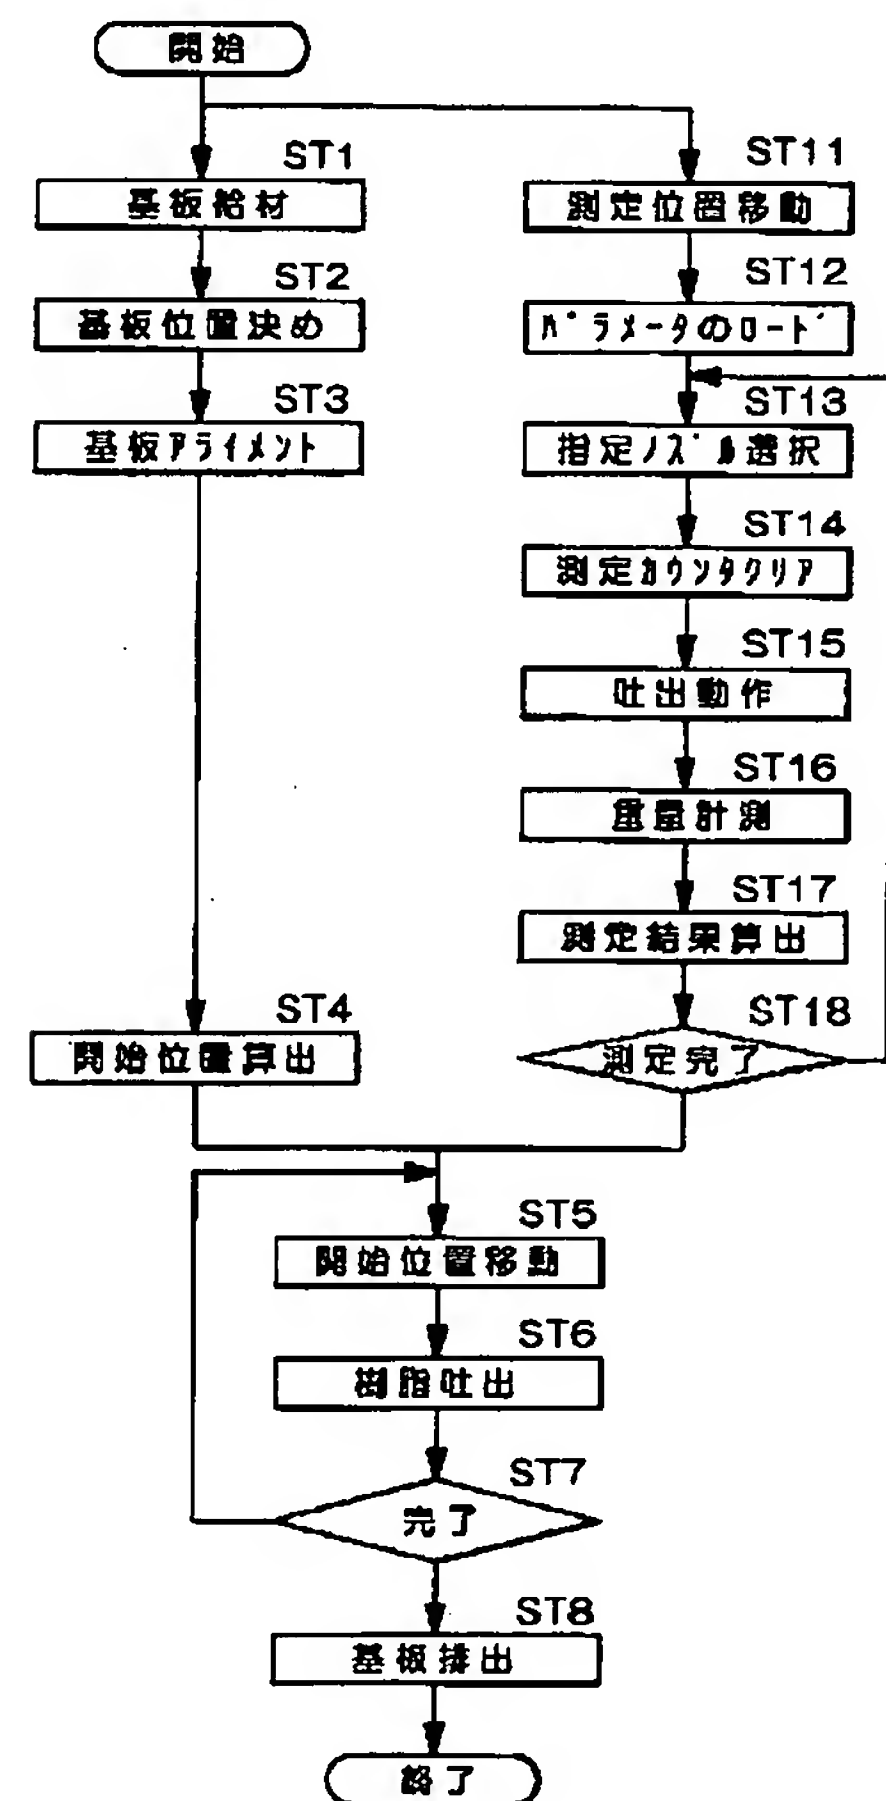 開始
ST1
基板給材
ST2
基板位置決め
ST3
基板アライメント
ST4
開始位置算出
ST11
測定位置移動
ST12
パラメータのロード
ST13
指定ノズル選択
ST14
測定カウンタクリア
ST15
吐出動作
ST16
重量計測
ST17
測定結果算出
ST18
測定完了
ST5
開始位置移動
ST6
樹脂吐出
ST7
完了
ST8
基板排出
終了